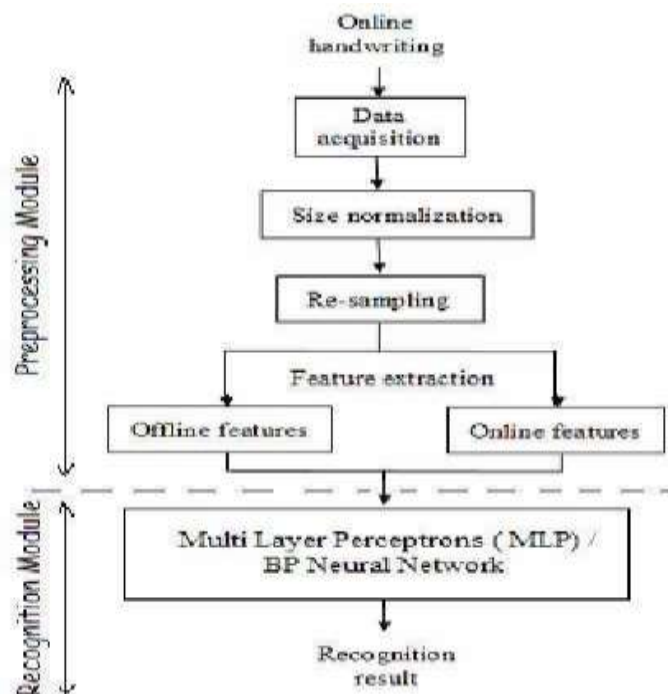 Online
handwriting
Data
acquisition
Size normalization
Re-sampling
Feature extraction
Offline features
Online features
Multi Layer Perceptrons ( MLP) /
BP Neural Network
Recognition
result
Preprocessing Module
Recognition Module